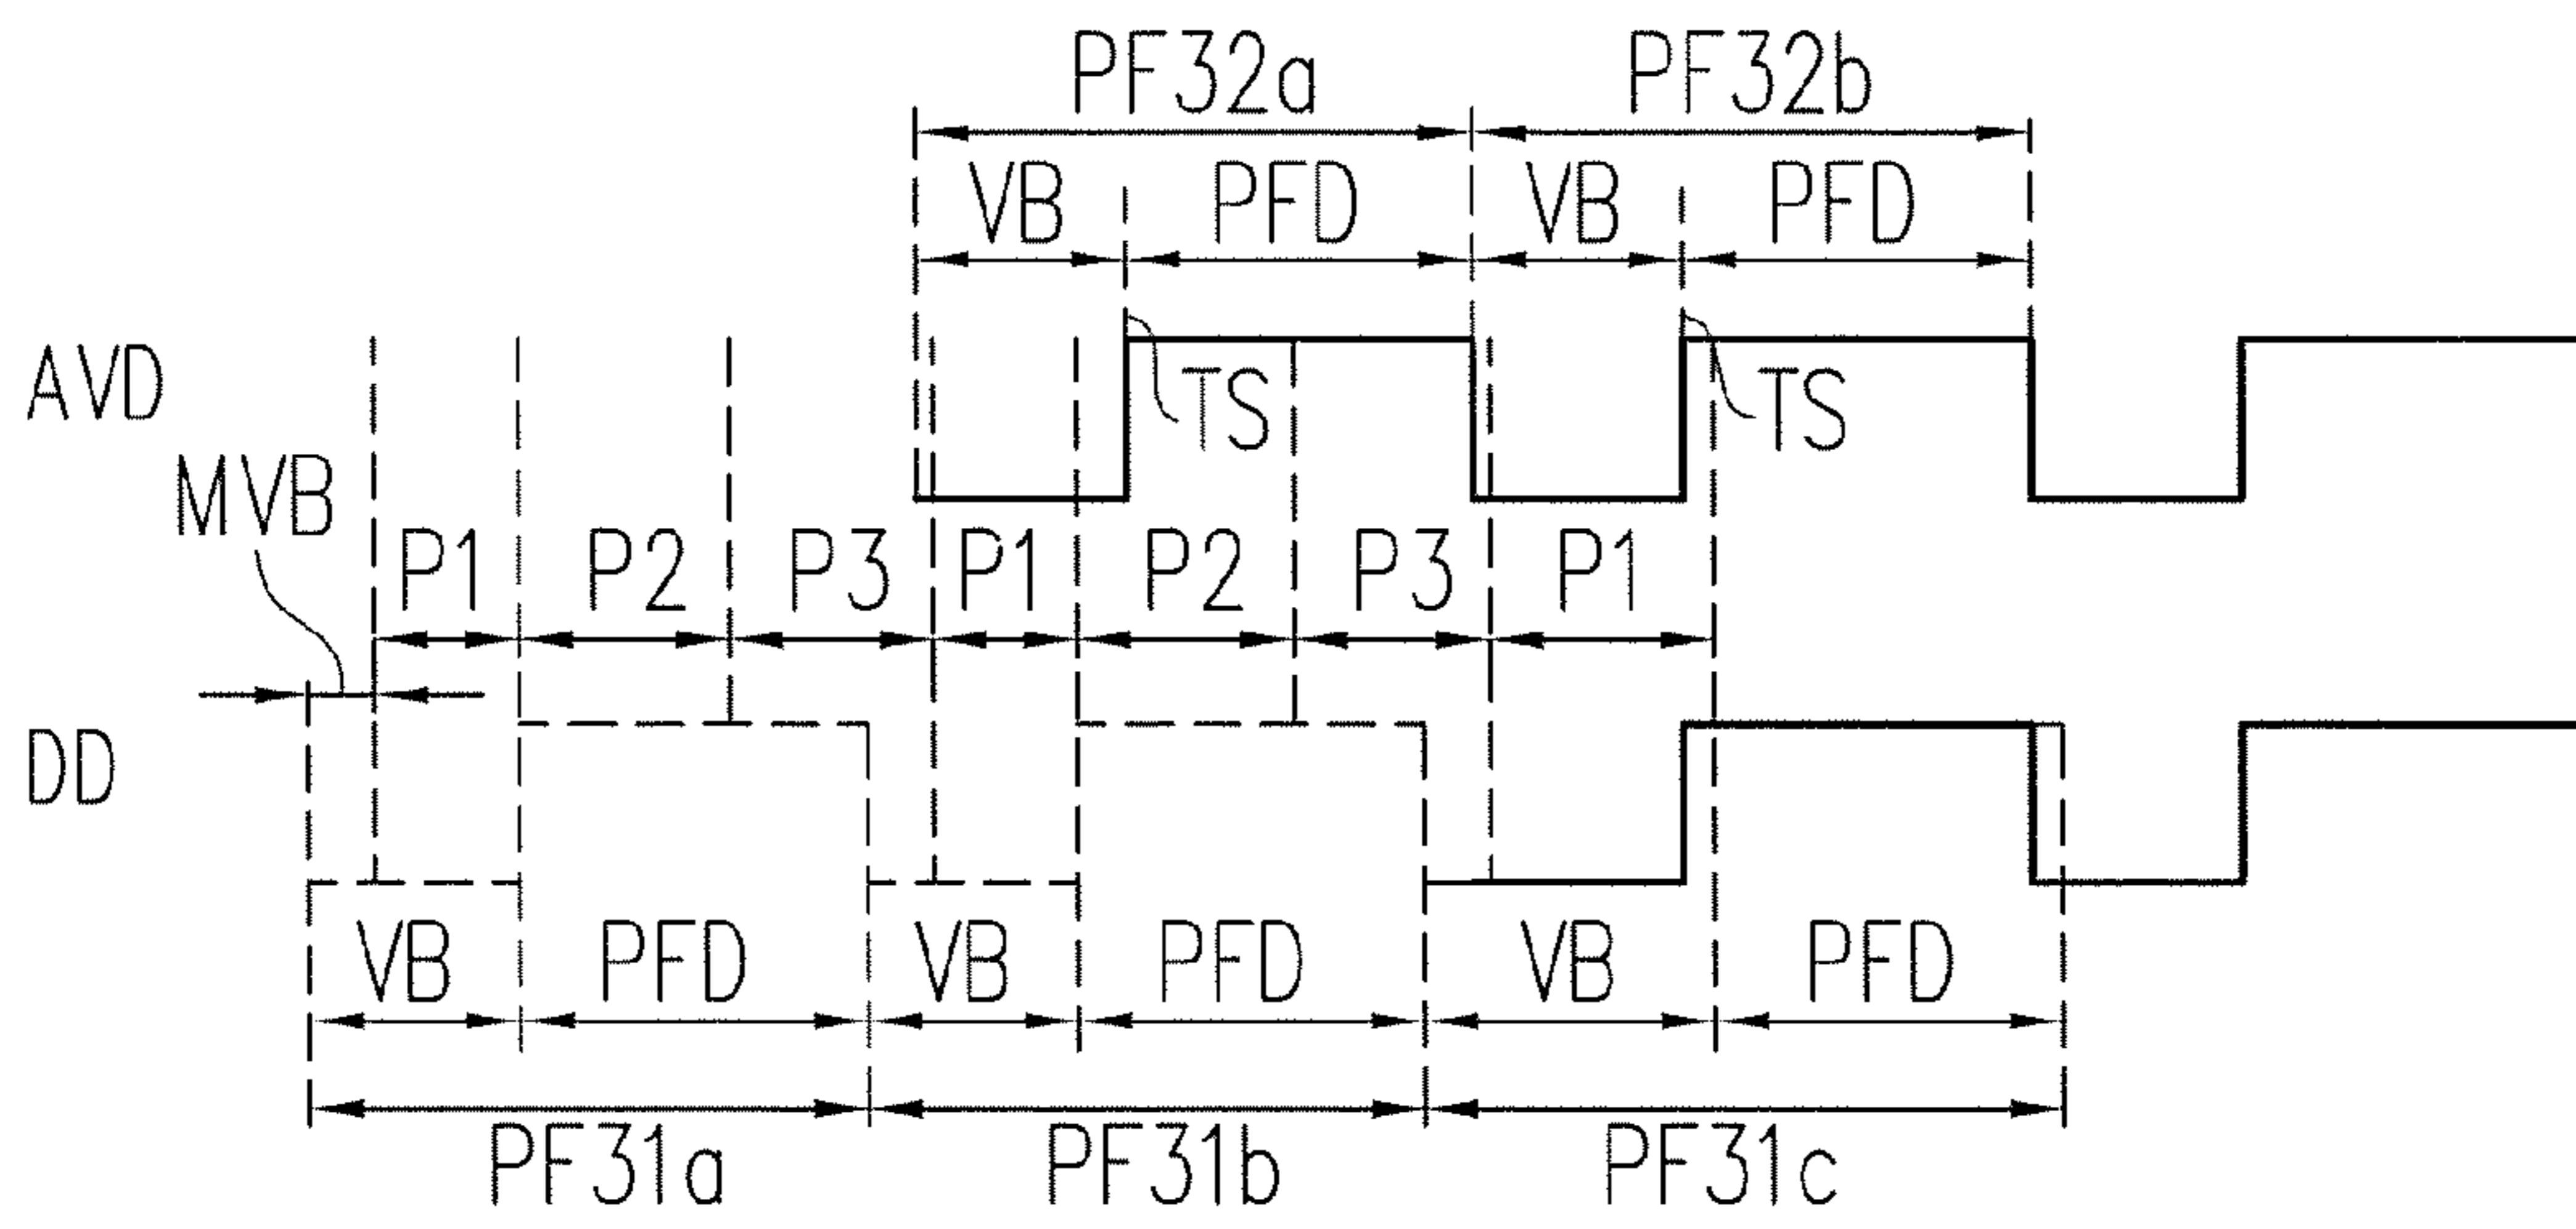 PF32a PF32b
VB PFD VB PFD
AVD TS TS
MVB
P1 P2 P3 P1 P2 P3 P1
DD
VB PFD VB PFD VB PFD
PF31a PF31b PF31c